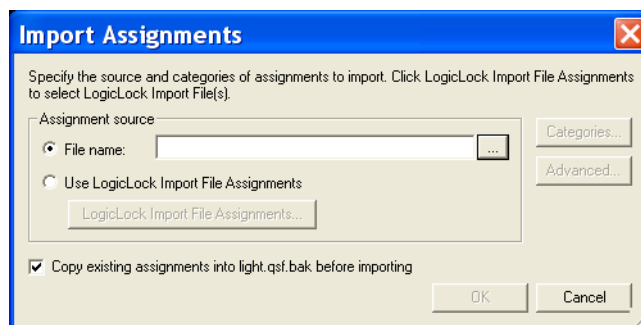 Import Assignments
Specify the source and categories of assignments to import. Click LogicLock Import File Assignments
to select LogicLock Import File(s).
Assignment source
File name:
...
Categories...
Use LogicLock Import File Assignments
Advanced...
LogicLock Import File Assignments...
Copy existing assignments into light.qsf.bak before importing
OK
Cancel